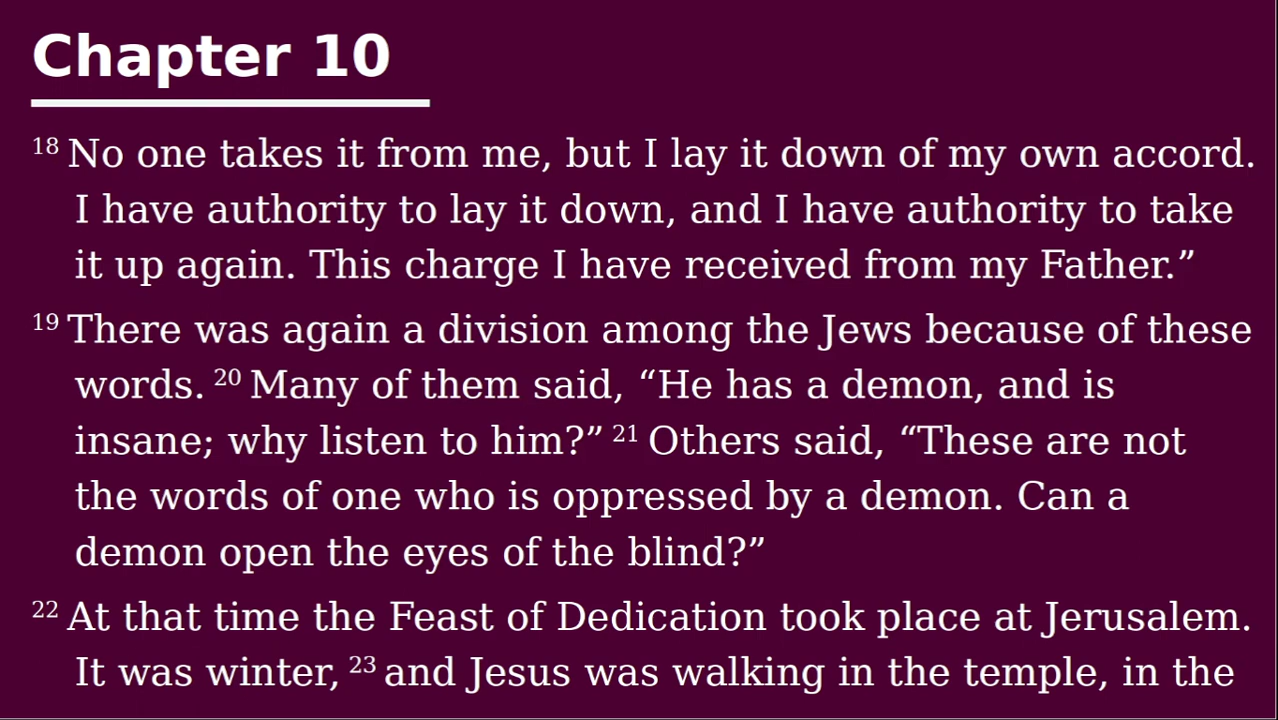 Chapter 10
18 No one takes it from me, but I lay it down of my own accord.
I have authority to lay it down, and I have authority to take
it up again. This charge I have received from my Father.”
19 There was again a division among the Jews because of these
words. 20 Many of them said, “He has a demon, and is
insane; why listen to him?” 21 Others said, “These are not
the words of one who is oppressed by a demon. Can a
demon open the eyes of the blind?”
22 At that time the Feast of Dedication took place at Jerusalem.
It was winter, 23 and Jesus was walking in the temple, in the